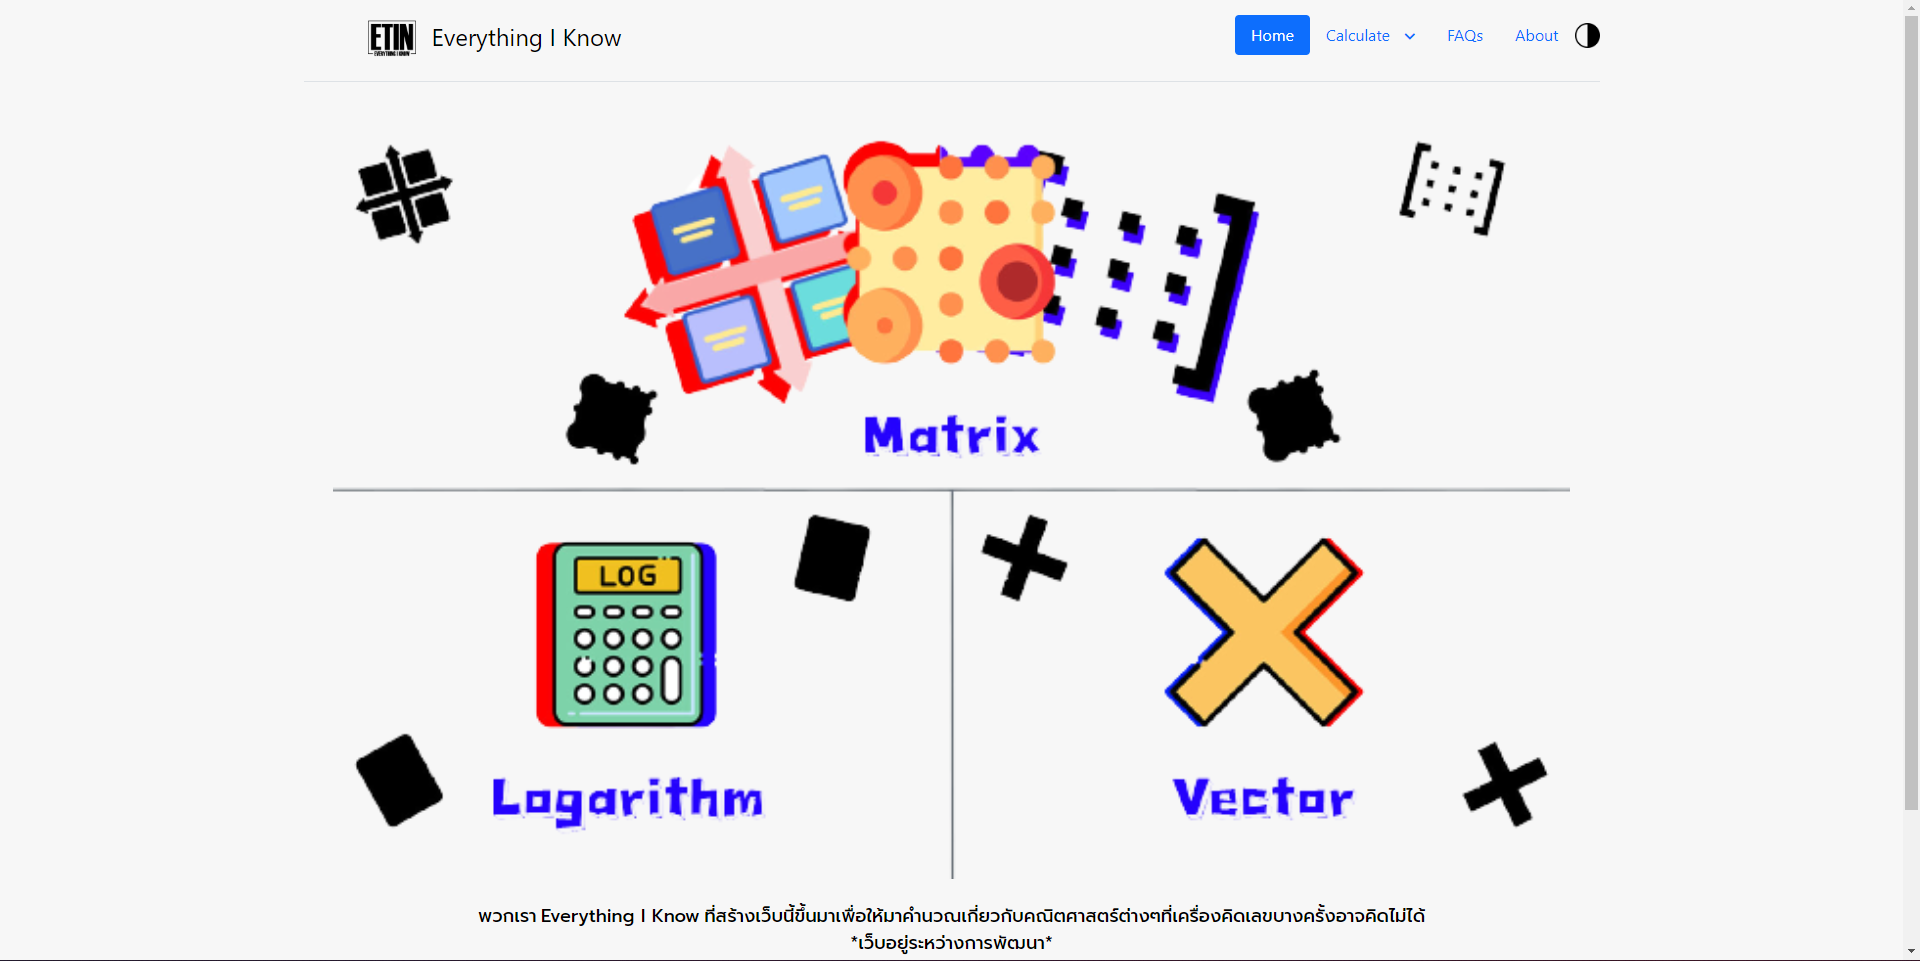 ETIN
EVERYTHING I KNOW
Everything I Know
Home
Calculate
FAQs
About
Matrix
LOG
Logarithm
Vector
พวกเรา Everything I Know ที่สร้างเว็บนี้ขึ้นมาเพื่อให้มาคำนวณเกี่ยวกับคณิตศาสตร์ต่างๆที่เครื่องคิดเลขบางครั้งอาจคิดไม่ได้
*เว็บอยู่ระหว่างการพัฒนา*